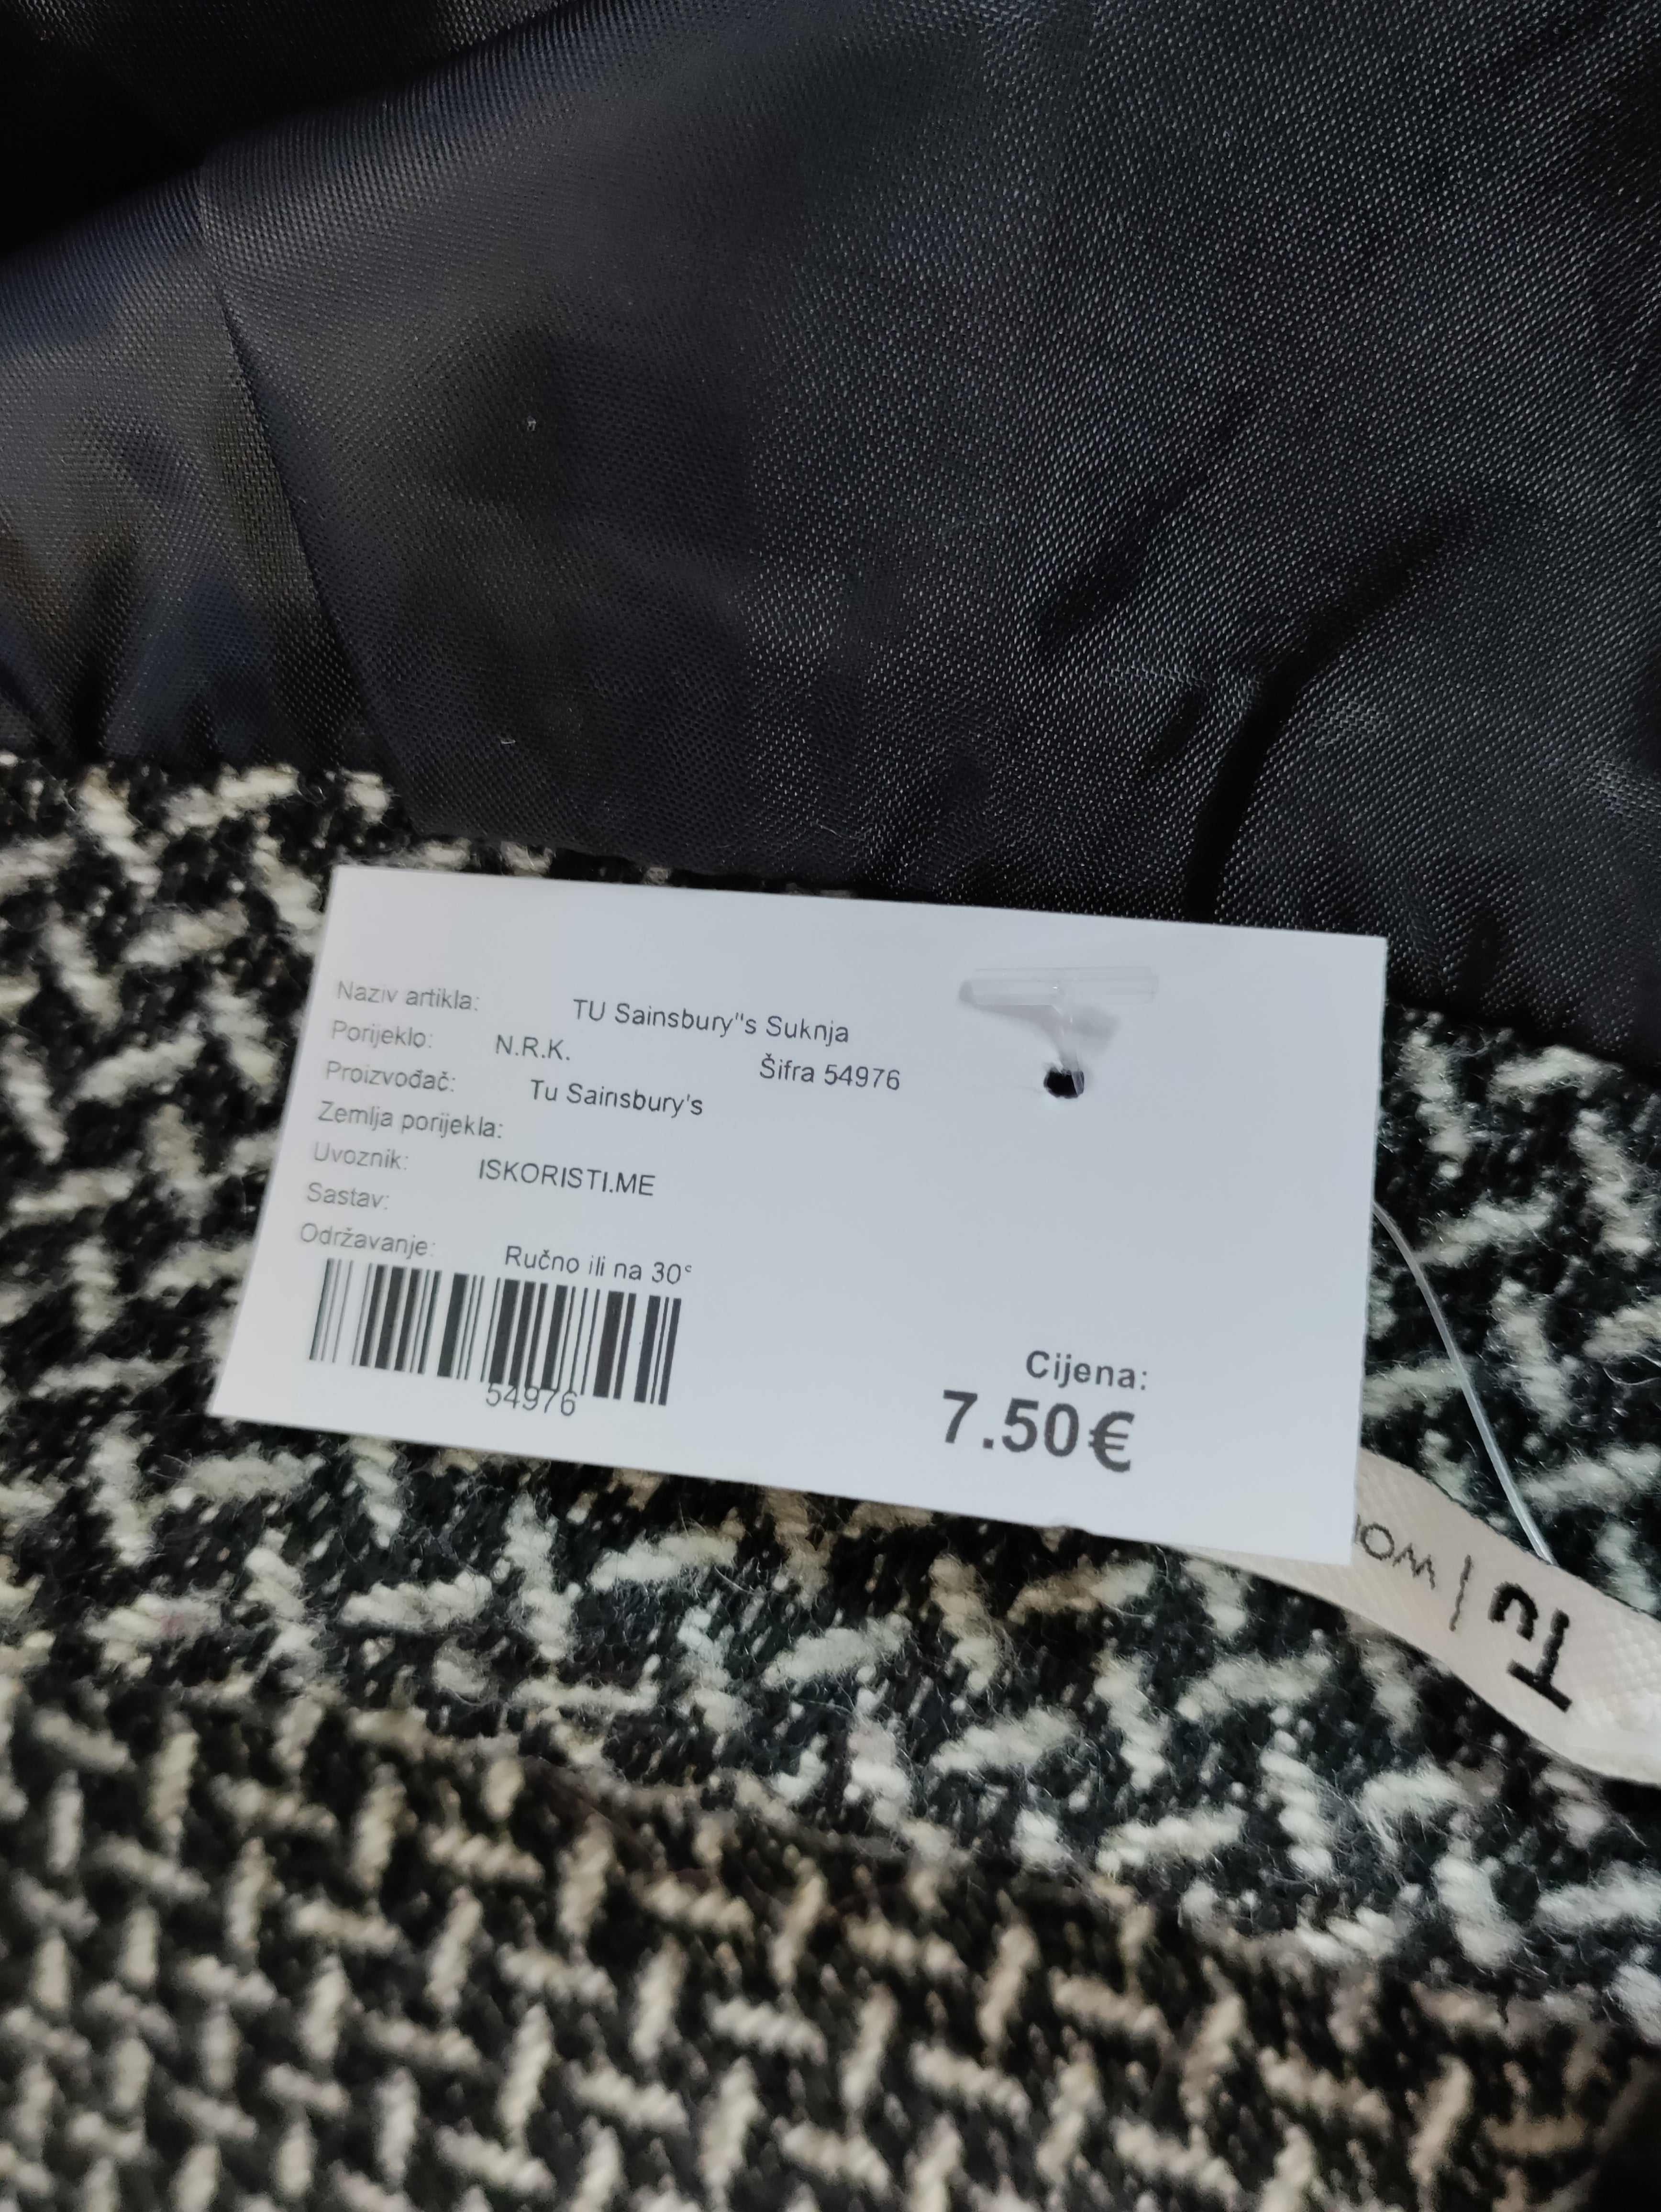 Naziv artikla: TU Sainsbury"s Suknja
Porijeklo: N.R.K. Šifra 54976
Proizvođač: Tu Sainsbury's
Zemlja porijekla:
Uvoznik: ISKORISTI.ME
Sastav:
Održavanje: Ručno ili na 30°
54976
Cijena:
7.50€
Tu |